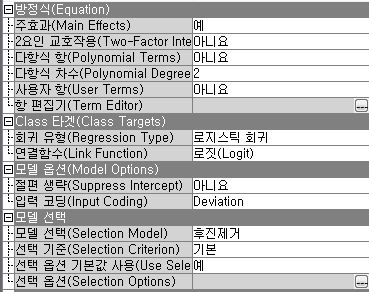 방정식(Equation)
주효과(Main Effects) 예
2요인 교호작용(Two-Factor Inte 아니요
다항식 항(Polynomial Terms) 아니요
다항식 차수(Polynomial Degree 2
사용자 항(User Terms) 아니요
항 편집기(Term Editor) ...
Class 타겟(Class Targets)
회귀 유형(Regression Type) 로지스틱 회귀
연결함수(Link Function) 로짓(Logit)
모델 옵션(Model Options)
절편 생략(Suppress Intercept) 아니요
입력 코딩(Input Coding) Deviation
모델 선택
모델 선택(Selection Model) 후진제거
선택 기준(Selection Criterion) 기본
선택 옵션 기본값 사용(Use Sele 예
선택 옵션(Selection Options) ...